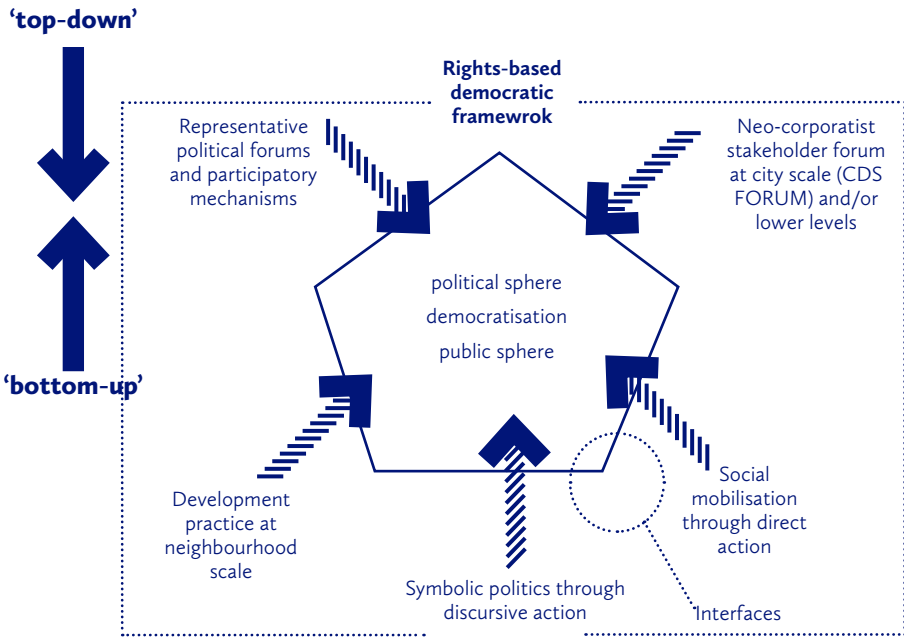 ‘top-down’
Rights-based
democratic
framewrok
Representative
political forums
and participatory
mechanisms
Neo-corporatist
stakeholder forum
at city scale (CDS
FORUM) and/or
lower levels
political sphere
democratisation
public sphere
‘bottom-up’
Development
practice at
neighbourhood
scale
Social
mobilisation
through direct
action
Symbolic politics through
discursive action
Interfaces